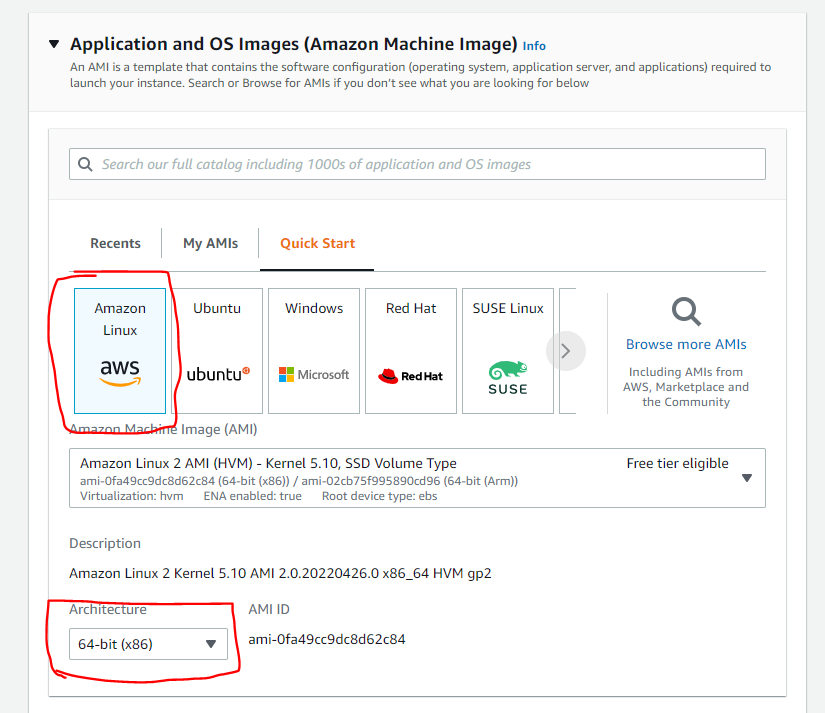 Application and OS Images (Amazon Machine Image) Info
An AMI is a template that contains the software configuration (operating system, application server, and applications) required to
launch your instance. Search or Browse for AMIs if you don't see what you are looking for below
Search our full catalog including 1000s of application and OS images
Recents
My AMIs
Quick Start
Amazon
Linux
aws
Ubuntu
ubuntu
Windows
Microsoft
Red Hat
Red Hat
SUSE Linux
SUSE
Browse more AMIs
Including AMIs from
AWS, Marketplace and
the Community
Amazon Machine Image (AMI)
Amazon Linux 2 AMI (HVM) - Kernel 5.10, SSD Volume Type
Free tier eligible
ami-0fa49cc9dc8d62c84 (64-bit (x86)) / ami-02cb75f995890cd96 (64-bit (Arm))
Virtualization: hvm ENA enabled: true Root device type: ebs
Description
Amazon Linux 2 Kernel 5.10 AMI 2.0.20220426.0 x86_64 HVM gp2
Architecture
64-bit (x86)
AMI ID
ami-0fa49cc9dc8d62c84